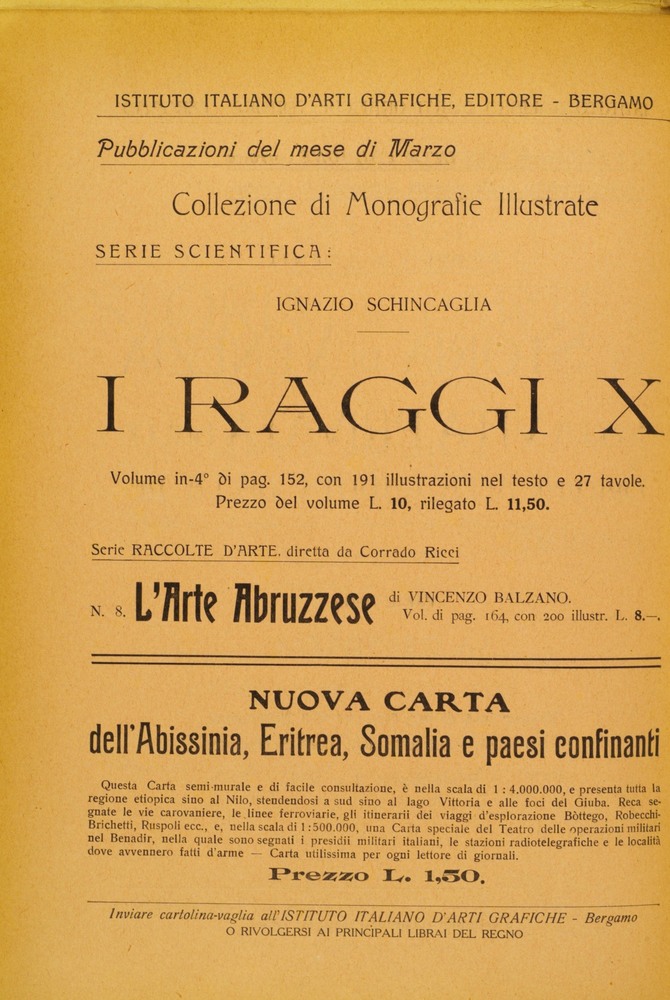 ISTITUTO ITALIANO D'ARTI GRAFICHE, EDITORE - BERGAMO
Pubblicazioni del mese di Marzo
Collezione di Monografie Illustrate
SERIE SCIENTIFICA:
IGNAZIO SCHINCAGLIA
I RAGGI X
Volume in-4° di pag. 152, con 191 illustrazioni nel testo e 27 tavole.
Prezzo del volume L. 10, rilegato L. 11,50.
Serie RACCOLTE D'ARTE. diretta da Corrado Ricci
N. 8. L'Arte Abruzzese di VINCENZO BALZANO.
Vol. di pag. 164, con 200 illustr. L. 8.—.
NUOVA CARTA
dell'Abissinia, Eritrea, Somalia e paesi confinanti
Questa Carta semi-murale e di facile consultazione, è nella scala di 1 : 4.000.000, e presenta tutta la
regione etiopica sino al Nilo, stendendosi a sud sino al lago Vittoria e alle foci del Giuba. Reca se-
gnate le vie carovaniere, le linee ferroviarie, gli itinerarii dei viaggi d'esplorazione Bòttego, Robecchi-
Brichetti, Ruspoli ecc., e, nella scala di 1:500.000, una Carta speciale del Teatro delle operazioni militari
nel Benadir, nella quale sono segnati i presidii militari italiani, le stazioni radiotelegrafiche e le località
dove avvennero fatti d'arme — Carta utilissima per ogni lettore di giornali.
Prezzo L. 1,50.
Inviare cartolina-vaglia all'ISTITUTO ITALIANO D'ARTI GRAFICHE - Bergamo
O RIVOLGERSI AI PRINCIPALI LIBRAI DEL REGNO